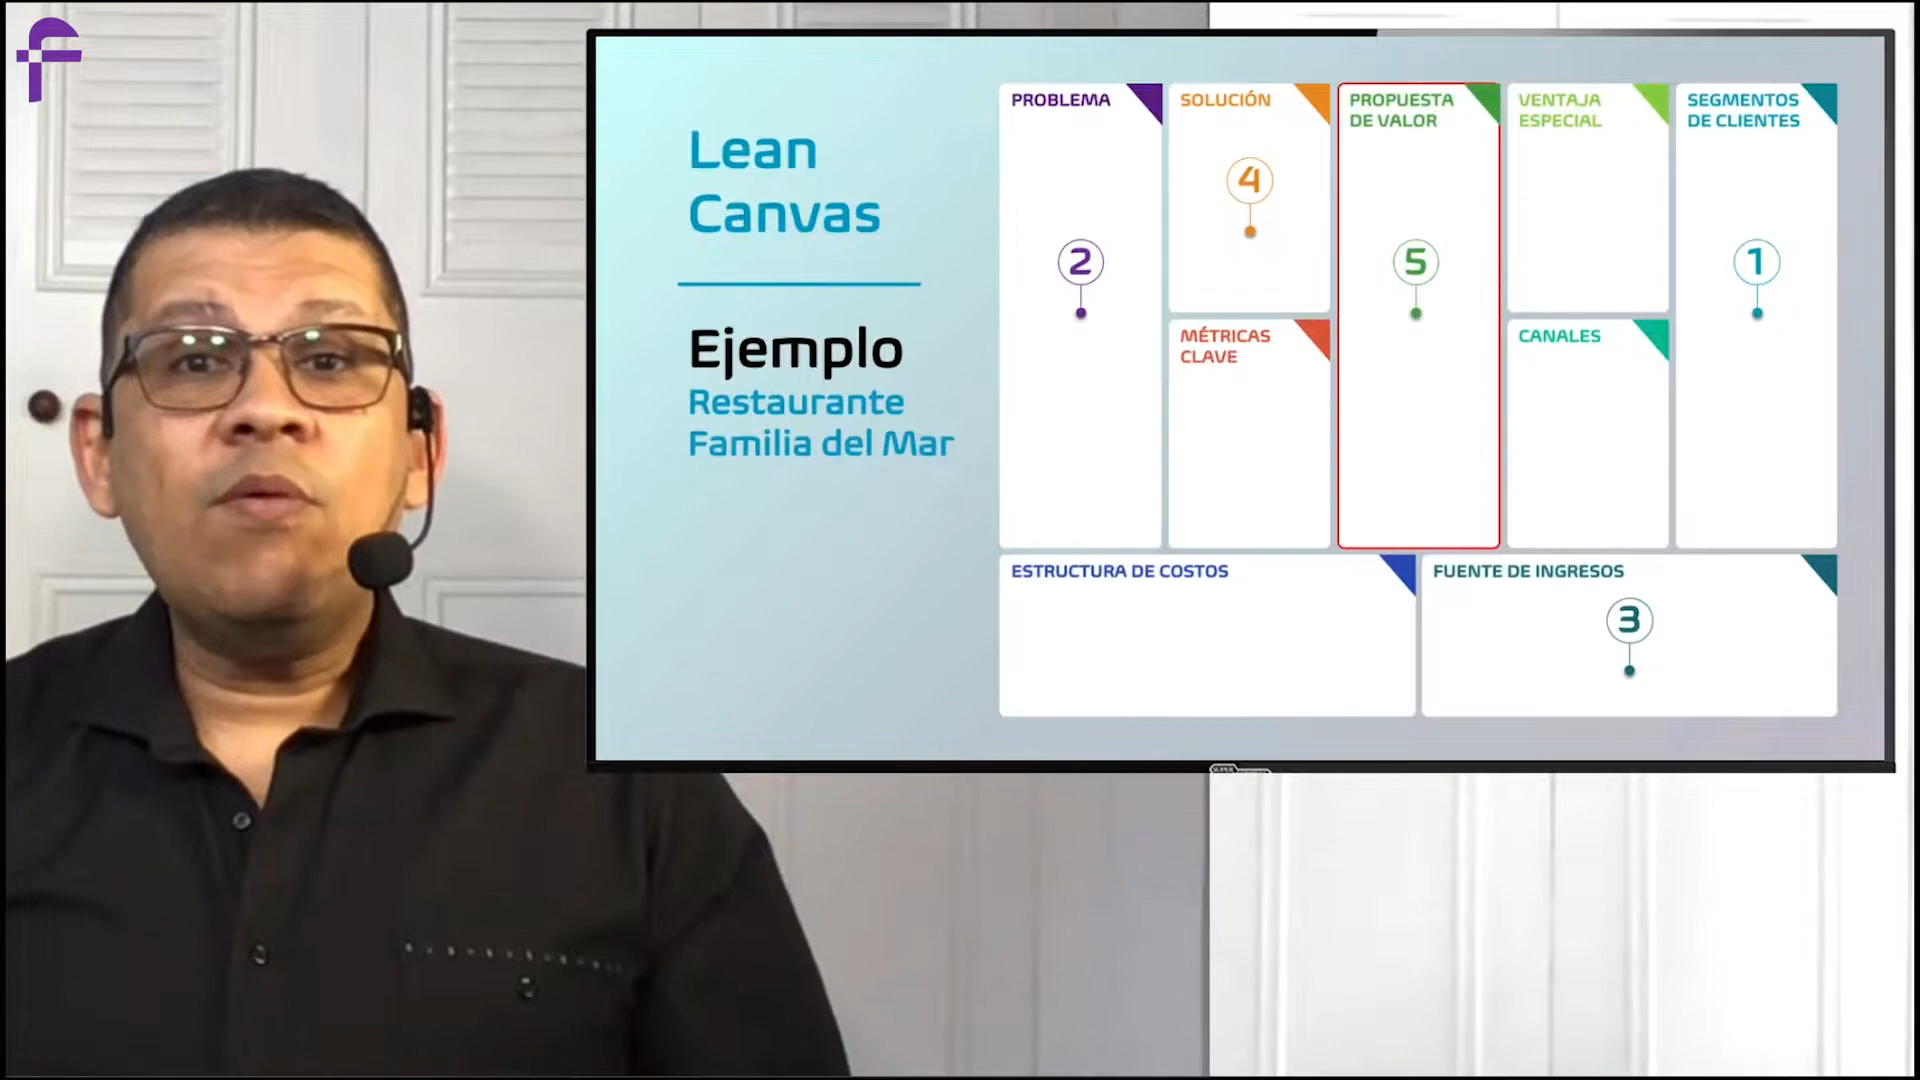 Lean
Canvas
Ejemplo
Restaurante
Familia del Mar
PROBLEMA
2
SOLUCIÓN
4
PROPUESTA
DE VALOR
5
VENTAJA
ESPECIAL
SEGMENTOS
DE CLIENTES
1
MÉTRICAS
CLAVE
CANALES
ESTRUCTURA DE COSTOS
FUENTE DE INGRESOS
3